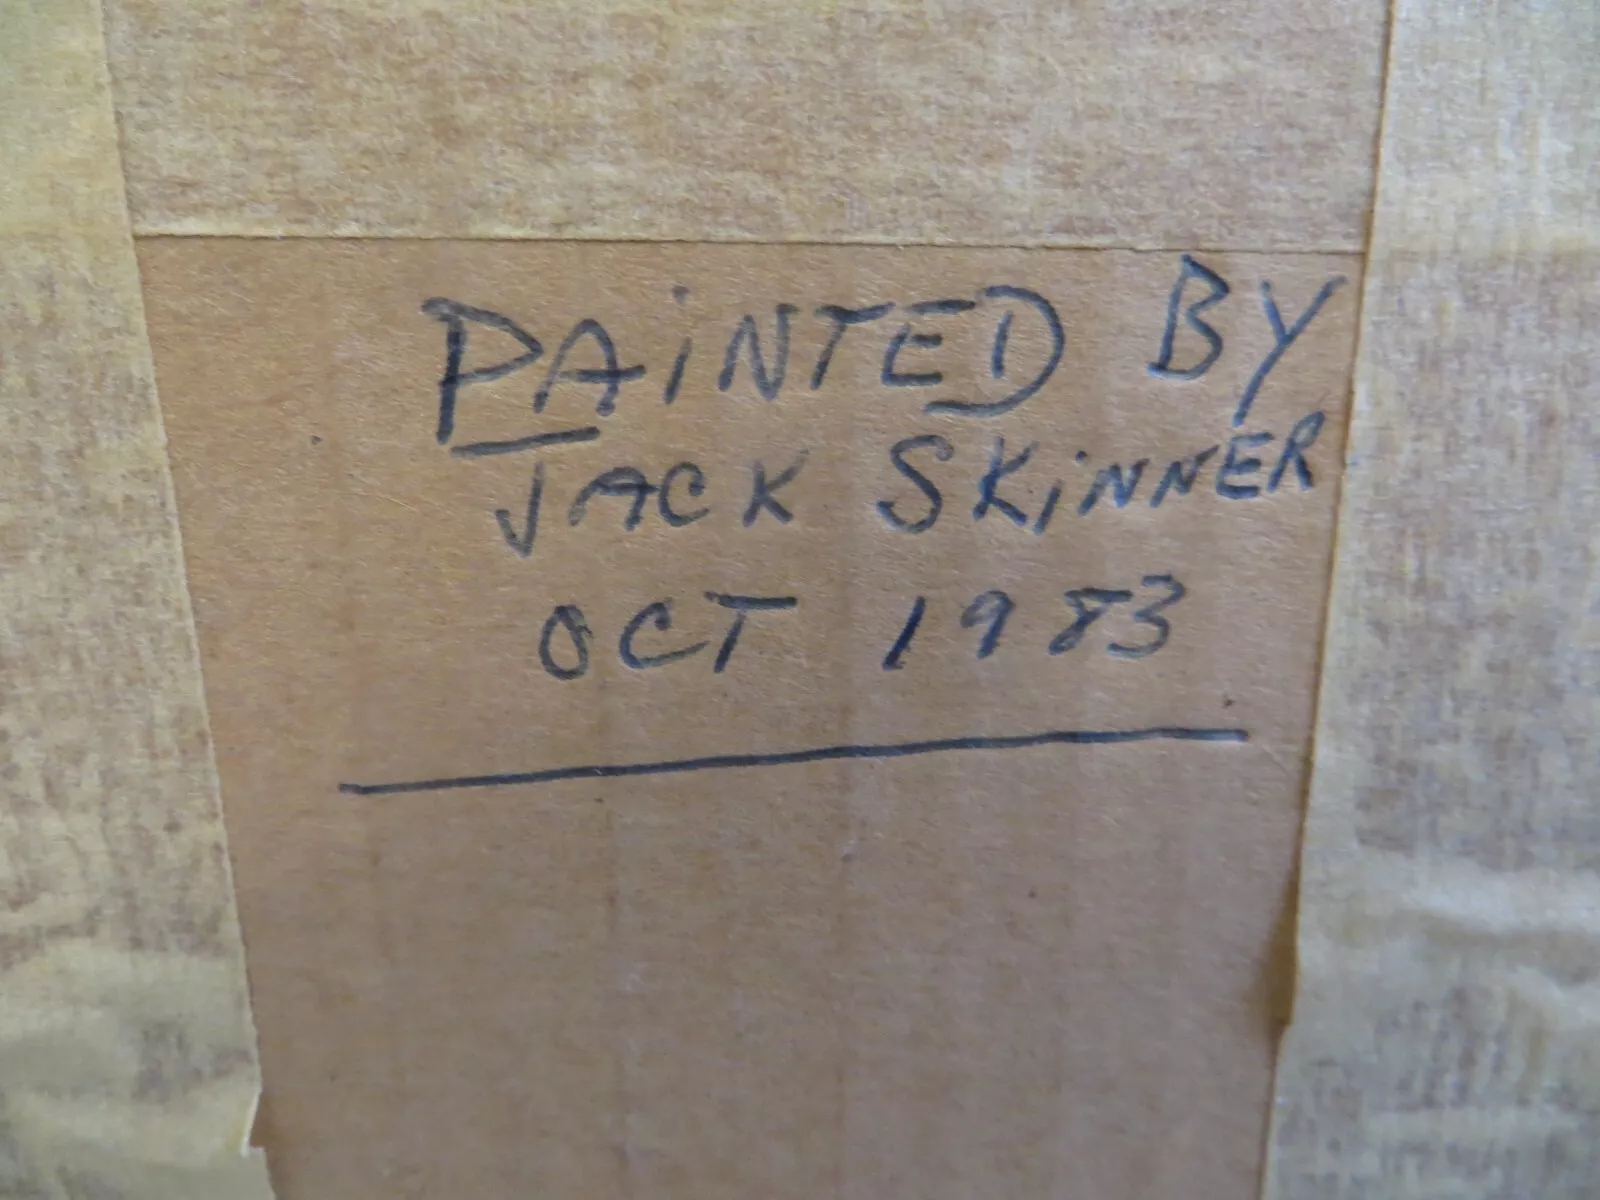 PAiNTED BY
JACK SKiNNER
OCT 1983